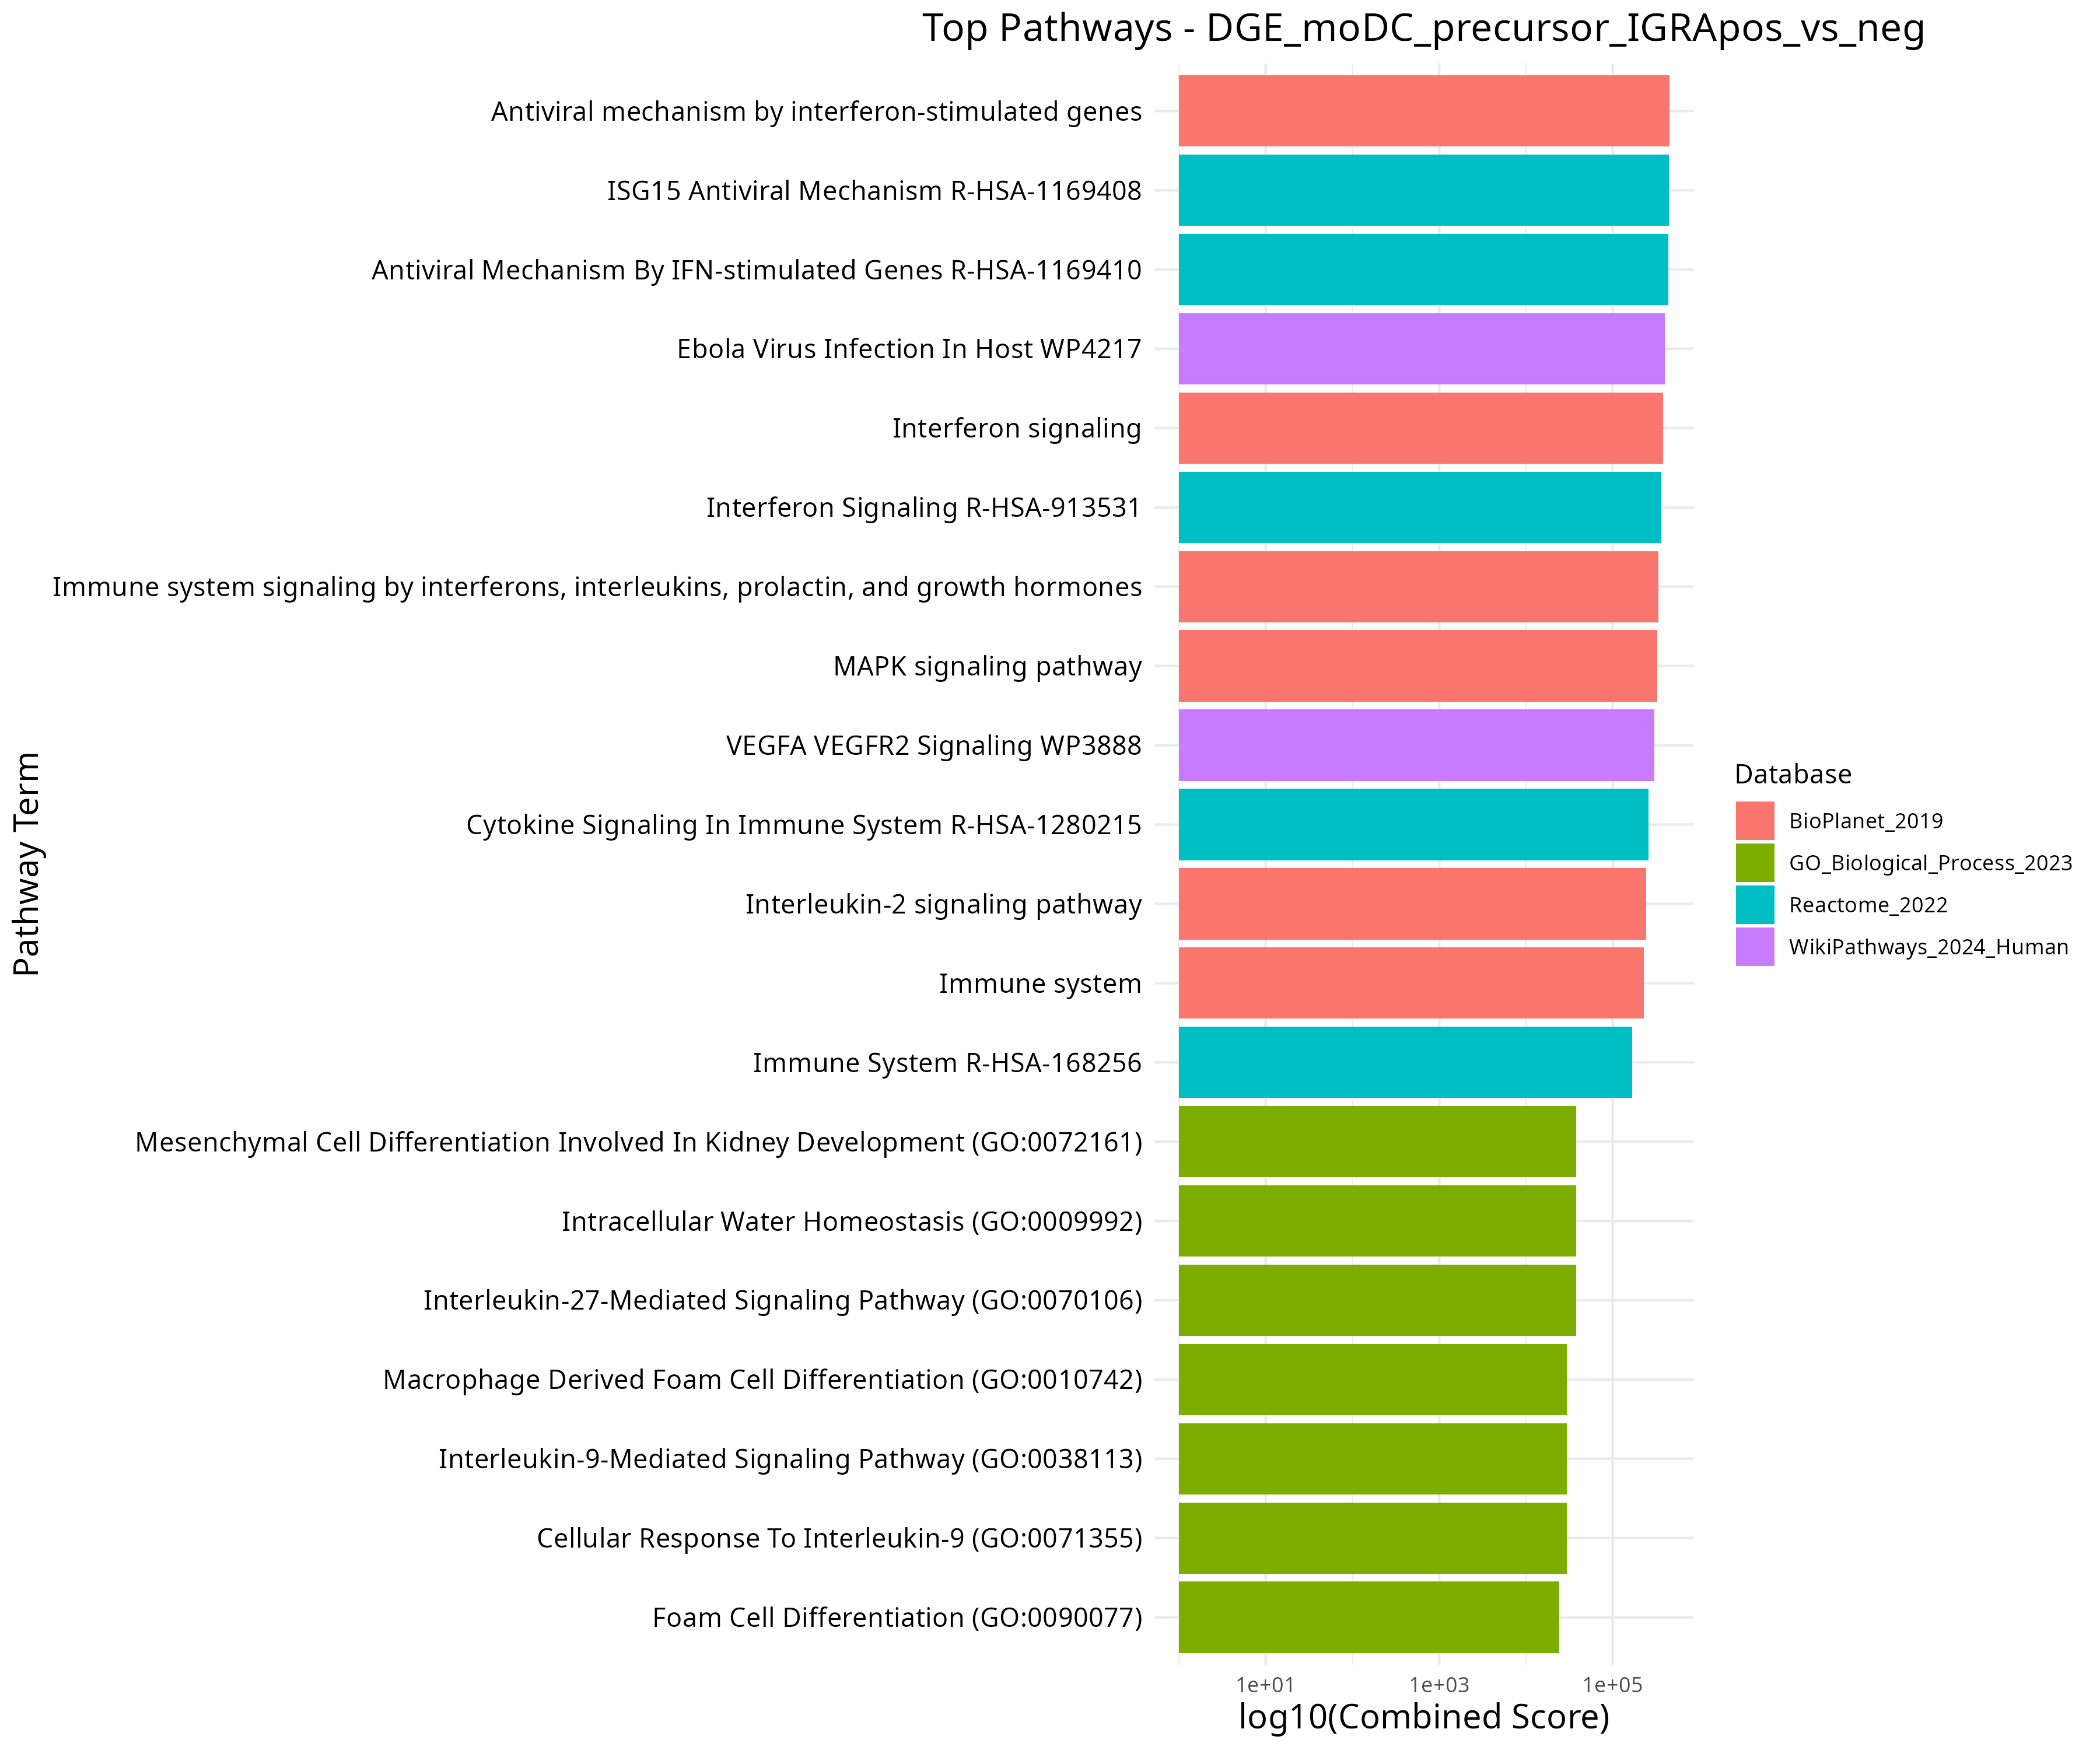 Top Pathways - DGE_moDC_precursor_IGRApos_vs_neg
Pathway Term
Antiviral mechanism by interferon-stimulated genes
ISG15 Antiviral Mechanism R-HSA-1169408
Antiviral Mechanism By IFN-stimulated Genes R-HSA-1169410
Ebola Virus Infection In Host WP4217
Interferon signaling
Interferon Signaling R-HSA-913531
Immune system signaling by interferons, interleukins, prolactin, and growth hormones
MAPK signaling pathway
VEGFA VEGFR2 Signaling WP3888
Cytokine Signaling In Immune System R-HSA-1280215
Interleukin-2 signaling pathway
Immune system
Immune System R-HSA-168256
Mesenchymal Cell Differentiation Involved In Kidney Development (GO:0072161)
Intracellular Water Homeostasis (GO:0009992)
Interleukin-27-Mediated Signaling Pathway (GO:0070106)
Macrophage Derived Foam Cell Differentiation (GO:0010742)
Interleukin-9-Mediated Signaling Pathway (GO:0038113)
Cellular Response To Interleukin-9 (GO:0071355)
Foam Cell Differentiation (GO:0090077)
1e+01 1e+03 1e+05
log10(Combined Score)
Database
BioPlanet_2019
GO_Biological_Process_2023
Reactome_2022
WikiPathways_2024_Human